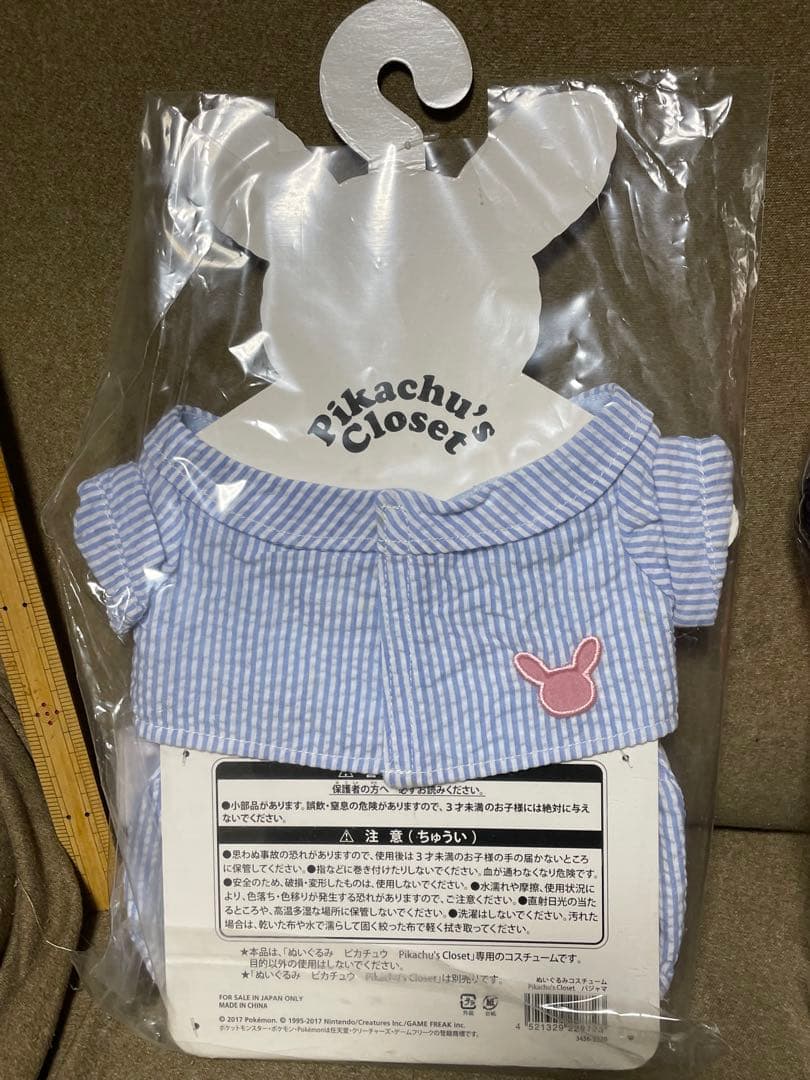 Pikachu's
Closet
保護者の方へ 必ずお読みください。
●小部品があります。誤飲・窒息の危険がありますので、3才未満のお子様には絶対に与え
ないでください。
⚠ 注意(ちゅうい)
●思わぬ事故の恐れがありますので、使用後は3才未満のお子様の手の届かないところ
に保管してください。●指などに巻き付けたりしないでください。血が通わなくなり危険です。
●安全のため、破損・変形したものは、使用しないでください。●水濡れや摩擦、使用状況に
より、色落ち・色移りが発生する恐れがありますので、ご注意ください。●直射日光の当た
るところや、高温多湿な場所に保管しないでください。●洗濯はしないでください。汚れた
場合は、乾いた布や水で濡らして固く絞った布で軽く拭き取ってください。
★本品は、「ぬいぐるみ ピカチュウ Pikachu's Closet」専用のコスチュームです。
目的以外の使用はしないでください。
★「ぬいぐるみ ピカチュウ Pikachu's Closet」は別売りです。
ぬいぐるみコスチューム
Pikachu's Closet パジャマ
FOR SALE IN JAPAN ONLY
MADE IN CHINA
© 2017 Pokémon. © 1995-2017 Nintendo/Creatures Inc./GAME FREAK inc.
ポケットモンスター・ポケモン・Pokémonは任天堂・クリーチャーズ・ゲームフリークの登録商標です。
プラ
外装
紙
台紙
4 521329